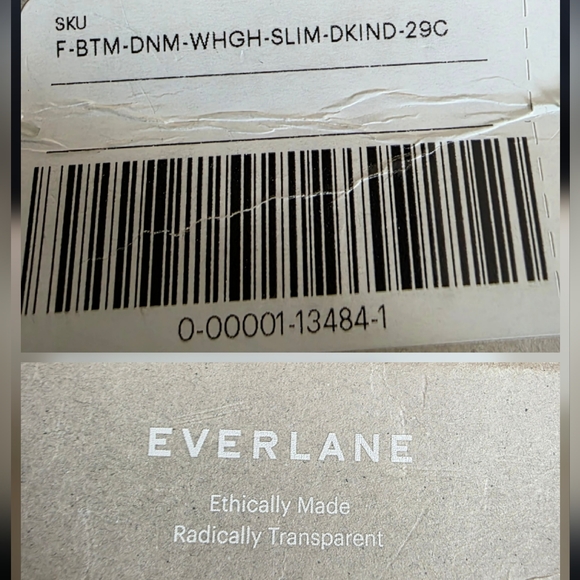 SKU
F-BTM-DNM-WHGH-SLIM-DKIND-29C
0-00001-13484-1
EVERLANE
Ethically Made
Radically Transparent